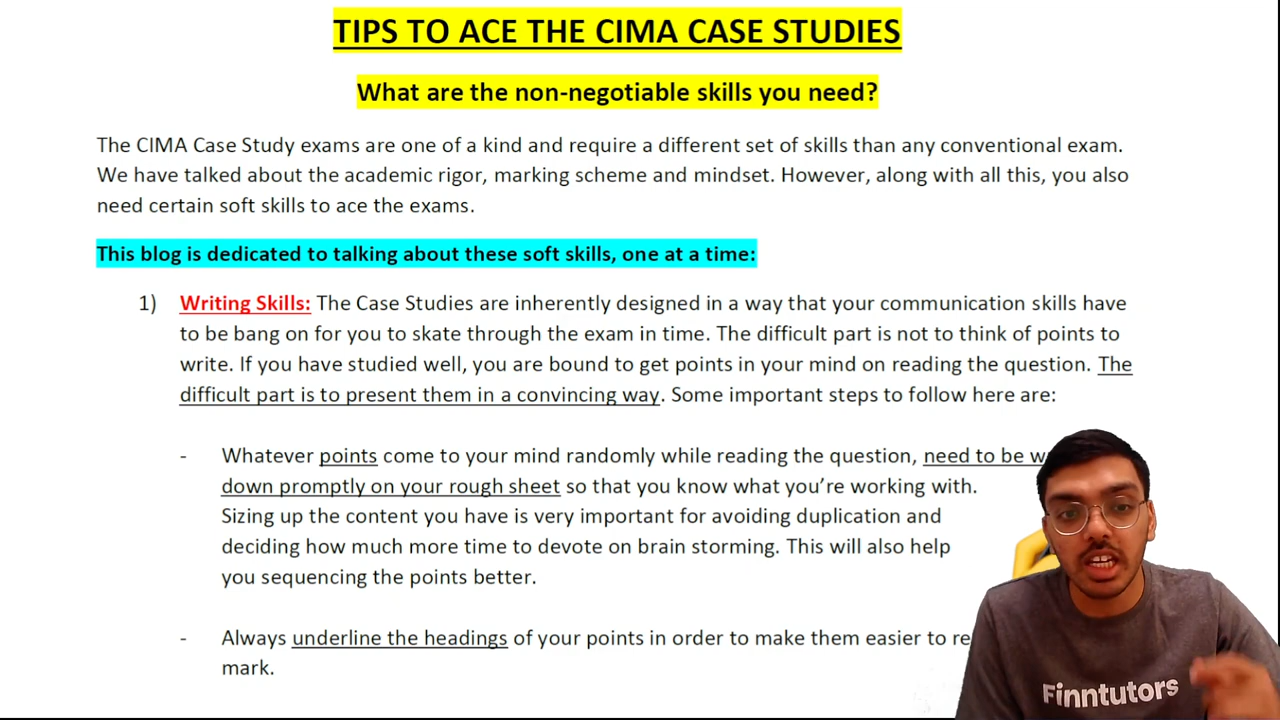 TIPS TO ACE THE CIMA CASE STUDIES
What are the non-negotiable skills you need?
The CIMA Case Study exams are one of a kind and require a different set of skills than any conventional exam.
We have talked about the academic rigor, marking scheme and mindset. However, along with all this, you also
need certain soft skills to ace the exams.
This blog is dedicated to talking about these soft skills, one at a time:
1) Writing Skills: The Case Studies are inherently designed in a way that your communication skills have
to be bang on for you to skate through the exam in time. The difficult part is not to think of points to
write. If you have studied well, you are bound to get points in your mind on reading the question. The
difficult part is to present them in a convincing way. Some important steps to follow here are:
- Whatever points come to your mind randomly while reading the question, need to be
down promptly on your rough sheet so that you know what you're working with.
Sizing up the content you have is very important for avoiding duplication and
deciding how much more time to devote on brain storming. This will also help
you sequencing the points better.
- Always underline the headings of your points in order to make them easier to
mark.
Finntutors